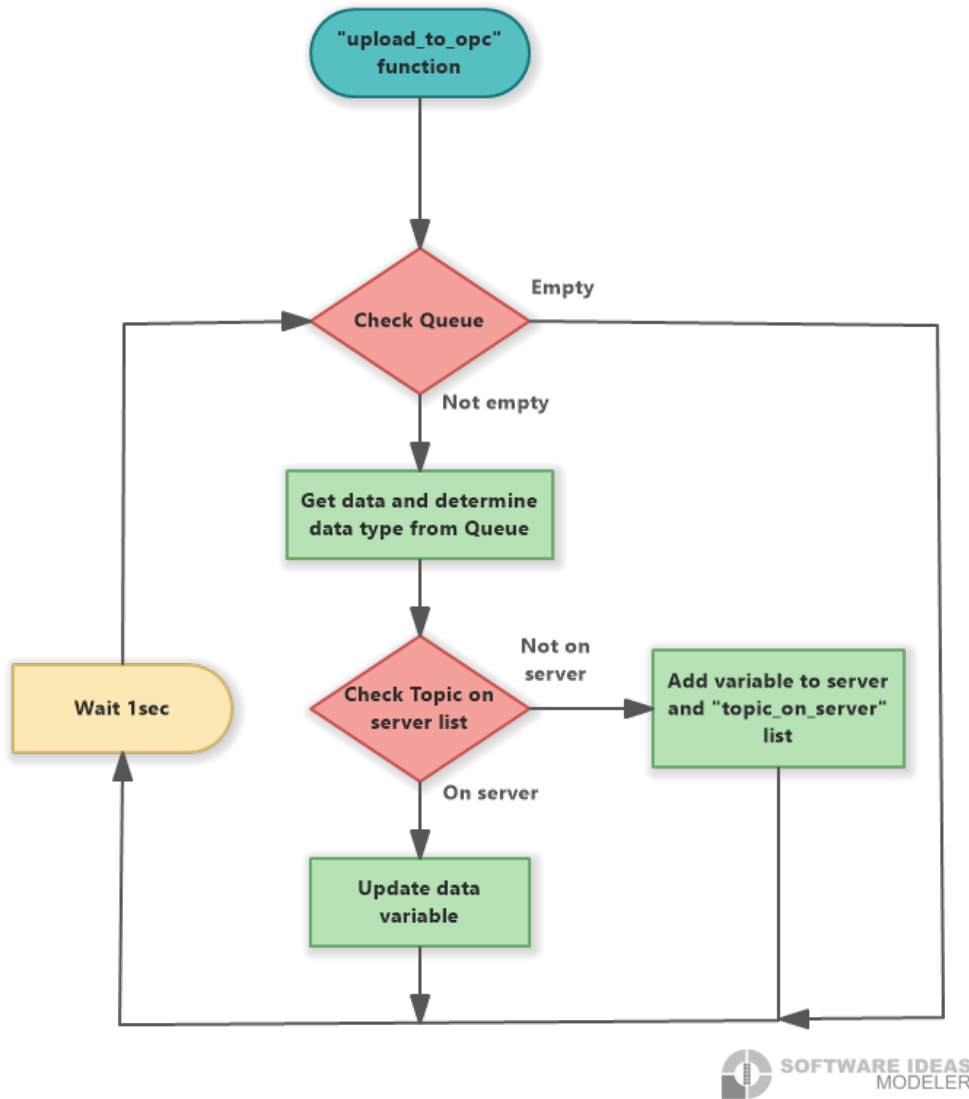 "upload_to_opc"
function
Empty
Check Queue
Not empty
Get data and determine
data type from Queue
Not on
server
Check Topic on
server list
Add variable to server
and "topic_on_server"
list
Wait 1sec
On server
Update data
variable
SOFTWARE IDEAS
MODELER